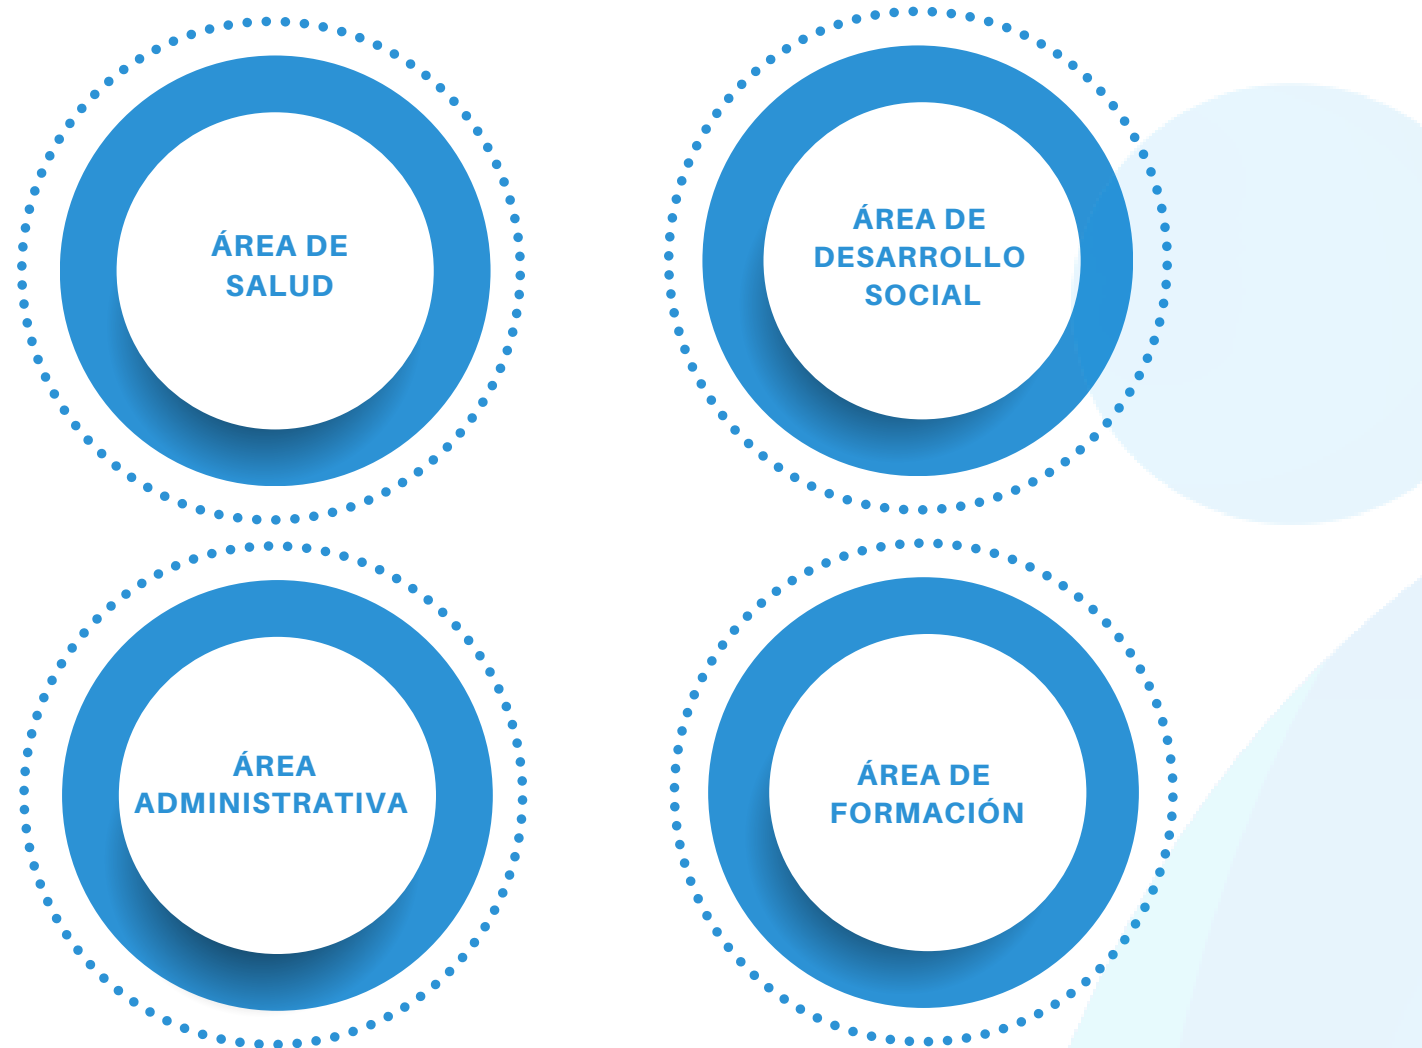 ÁREA DE
SALUD
ÁREA DE
DESARROLLO
SOCIAL
ÁREA
ADMINISTRATIVA
ÁREA DE
FORMACIÓN